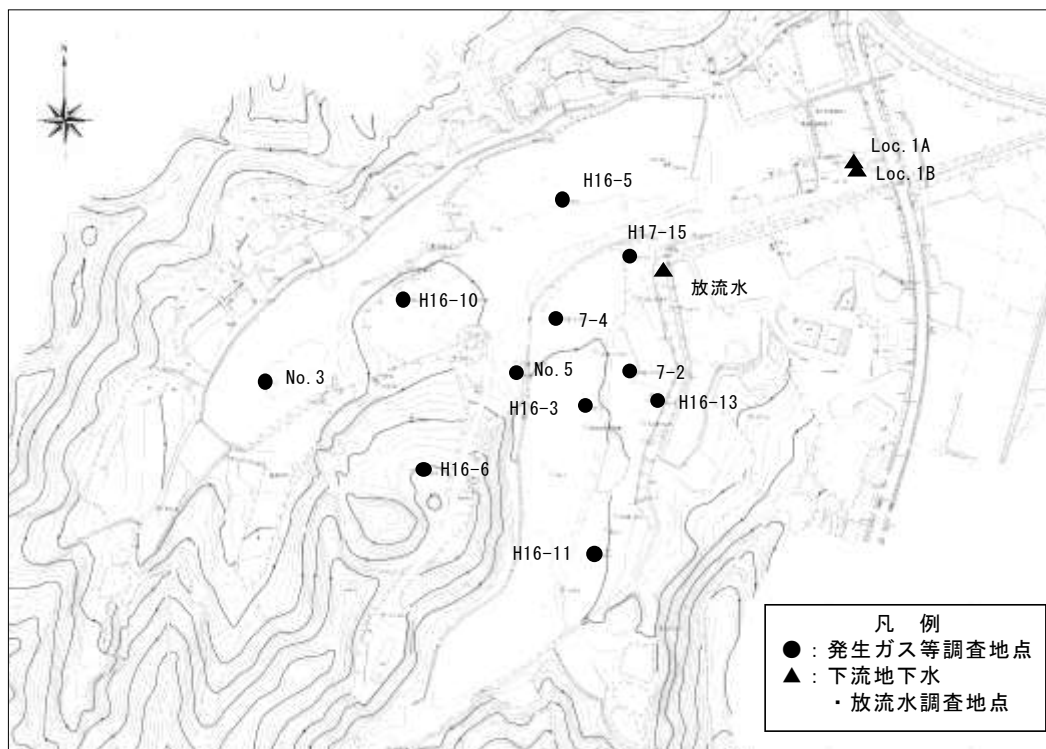 N
Loc. 1A
Loc. 1B
H16-5
H17-15
放流水
H16-10
7-4
No. 3
No. 5
7-2
H16-3
H16-13
H16-6
H16-11
凡 例
● : 発生ガス等調査地点
▲ : 下流地下水
・放流水調査地点